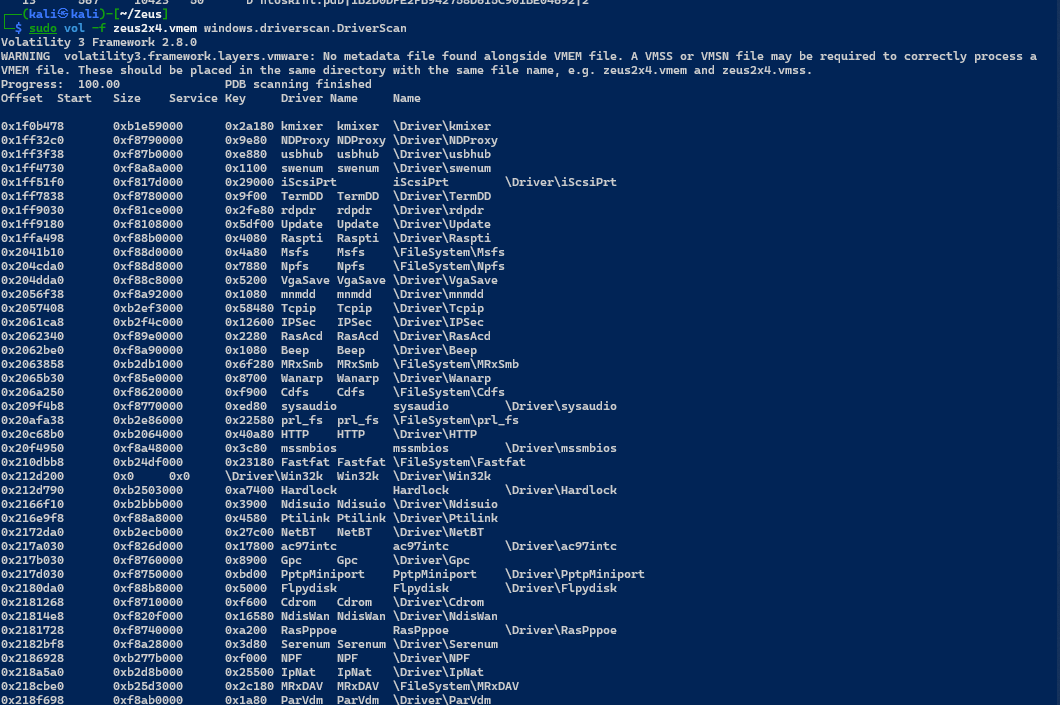 ┌──(kali㉿kali)-[~/Zeus]
└─$ sudo vol -f zeus2x4.vmem windows.driverscan.DriverScan
Volatility 3 Framework 2.8.0
WARNING  volatility3.framework.layers.vmware: No metadata file found alongside VMEM file. A VMSS or VMSN file may be required to correctly process a
VMEM file. These should be placed in the same directory with the same file name, e.g. zeus2x4.vmem and zeus2x4.vmss.
Progress:  100.00               PDB scanning finished
Offset  Start   Size    Service Key     Driver Name     Name
0x1f0b478       0xb1e59000      0x2a180 kmixer  kmixer  \Driver\kmixer
0x1ff32c0       0xf8790000      0x9e80  NDProxy NDProxy \Driver\NDProxy
0x1ff3f38       0xf87b0000      0xe880  usbhub  usbhub  \Driver\usbhub
0x1ff4730       0xf8a8a000      0x1100  swenum  swenum  \Driver\swenum
0x1ff51f0       0xf817d000      0x29000 iScsiPrt        iScsiPrt        \Driver\iScsiPrt
0x1ff7838       0xf8780000      0x9f00  TermDD  TermDD  \Driver\TermDD
0x1ff9030       0xf81ce000      0x2fe80 rdpdr   rdpdr   \Driver\rdpdr
0x1ff9180       0xf8108000      0x5df00 Update  Update  \Driver\Update
0x1ffa498       0xf88b0000      0x4080  Raspti  Raspti  \Driver\Raspti
0x2041b10       0xf88d0000      0x4a80  Msfs    Msfs    \FileSystem\Msfs
0x204cda0       0xf88d8000      0x7880  Npfs    Npfs    \FileSystem\Npfs
0x204dda0       0xf88c8000      0x5200  VgaSave VgaSave \Driver\VgaSave
0x2056f38       0xf8a92000      0x1080  mnmdd   mnmdd   \Driver\mnmdd
0x2057408       0xb2ef3000      0x58480 Tcpip   Tcpip   \Driver\Tcpip
0x2061ca8       0xb2f4c000      0x12600 IPSec   IPSec   \Driver\IPSec
0x2062340       0xf89e0000      0x2280  RasAcd  RasAcd  \Driver\RasAcd
0x2062be0       0xf8a90000      0x1080  Beep    Beep    \Driver\Beep
0x2063858       0xb2db1000      0x6f280 MRxSmb  MRxSmb  \FileSystem\MRxSmb
0x2065b30       0xf85e0000      0x8700  Wanarp  Wanarp  \Driver\Wanarp
0x206a250       0xf8620000      0xf900  Cdfs    Cdfs    \FileSystem\Cdfs
0x209f4b8       0xf8770000      0xed80  sysaudio        sysaudio        \Driver\sysaudio
0x20afa38       0xb2e86000      0x22580 prl_fs  prl_fs  \FileSystem\prl_fs
0x20c68b0       0xb2064000      0x40a80 HTTP    HTTP    \Driver\HTTP
0x20f4950       0xf8a48000      0x3c80  mssmbios        mssmbios        \Driver\mssmbios
0x210dbb8       0xb24df000      0x23180 Fastfat Fastfat \FileSystem\Fastfat
0x212d200       0x0     0x0     \Driver\Win32k  Win32k  \Driver\Win32k
0x212d790       0xb2503000      0xa7400 Hardlock        Hardlock        \Driver\Hardlock
0x2166f10       0xb2bbb000      0x3900  Ndisuio Ndisuio \Driver\Ndisuio
0x216e9f8       0xf88a8000      0x4580  Ptilink Ptilink \Driver\Ptilink
0x2172da0       0xb2ecb000      0x27c00 NetBT   NetBT   \Driver\NetBT
0x217a030       0xf826d000      0x17800 ac97intc        ac97intc        \Driver\ac97intc
0x217b030       0xf8760000      0x8900  Gpc     Gpc     \Driver\Gpc
0x217d030       0xf8750000      0xbd00  PptpMiniport    PptpMiniport    \Driver\PptpMiniport
0x2180da0       0xf88b8000      0x5000  Flpydisk        Flpydisk        \Driver\Flpydisk
0x2181268       0xf8710000      0xf600  Cdrom   Cdrom   \Driver\Cdrom
0x21814e8       0xf820f000      0x16580 NdisWan NdisWan \Driver\NdisWan
0x2181728       0xf8740000      0xa200  RasPppoe        RasPppoe        \Driver\RasPppoe
0x2182bf8       0xf8a28000      0x3d80  Serenum Serenum \Driver\Serenum
0x2186928       0xb277b000      0xf000  NPF     NPF     \Driver\NPF
0x218a5a0       0xb2d8b000      0x25500 IpNat   IpNat   \Driver\IpNat
0x218cbe0       0xb25d3000      0x2c180 MRxDAV  MRxDAV  \FileSystem\MRxDAV
0x218f698       0xf8ab0000      0x1a80  ParVdm  ParVdm  \Driver\ParVdm